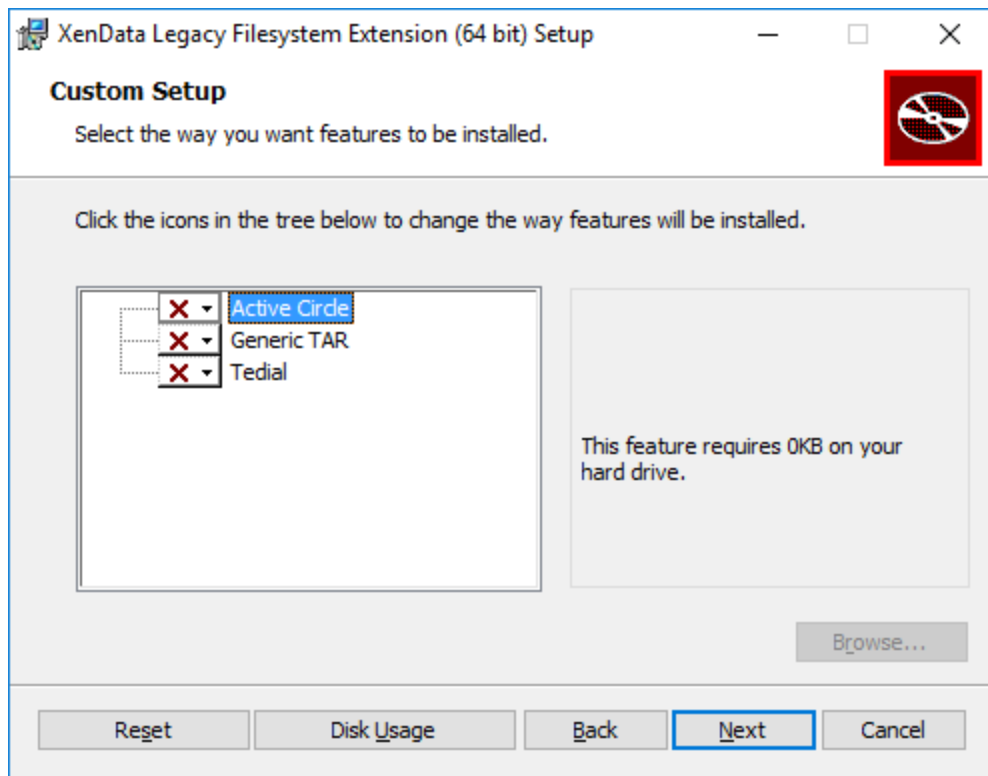 XenData Legacy Filesystem Extension (64 bit) Setup
Custom Setup
Select the way you want features to be installed.
Click the icons in the tree below to change the way features will be installed.
Active Circle
Generic TAR
Tedial
This feature requires 0KB on your
hard drive.
Browse...
Reset
Disk Usage
Back
Next
Cancel